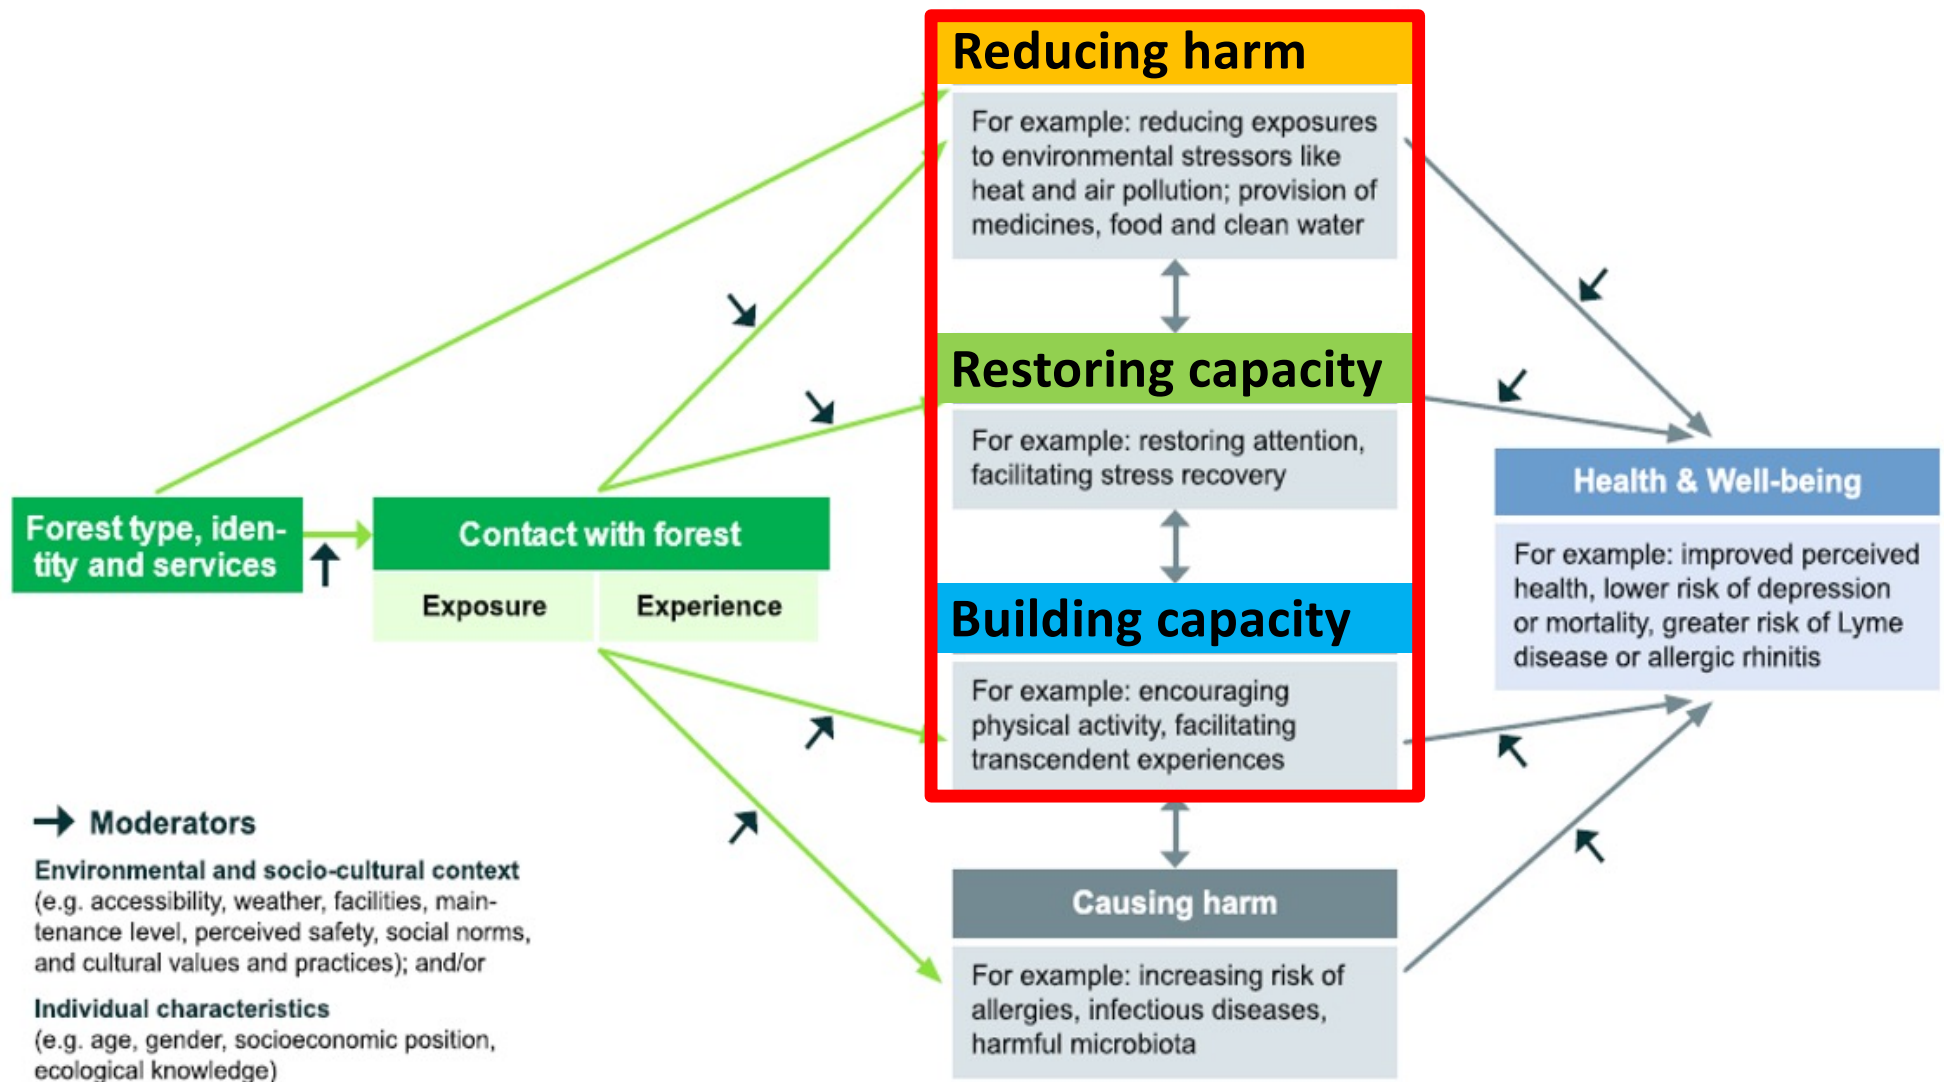 Reducing harm
For example: reducing exposures
to environmental stressors like
heat and air pollution; provision of
medicines, food and clean water
Restoring capacity
For example: restoring attention,
facilitating stress recovery
Forest type, iden-
tity and services
Contact with forest
Exposure
Experience
Building capacity
For example: encouraging
physical activity, facilitating
transcendent experiences
Health & Well-being
For example: improved perceived
health, lower risk of depression
or mortality, greater risk of Lyme
disease or allergic rhinitis
Causing harm
For example: increasing risk of
allergies, infectious diseases,
harmful microbiota
Moderators
Environmental and socio-cultural context
(e.g. accessibility, weather, facilities, main-
tenance level, perceived safety, social norms,
and cultural values and practices); and/or
Individual characteristics
(e.g. age, gender, socioeconomic position,
ecological knowledge)